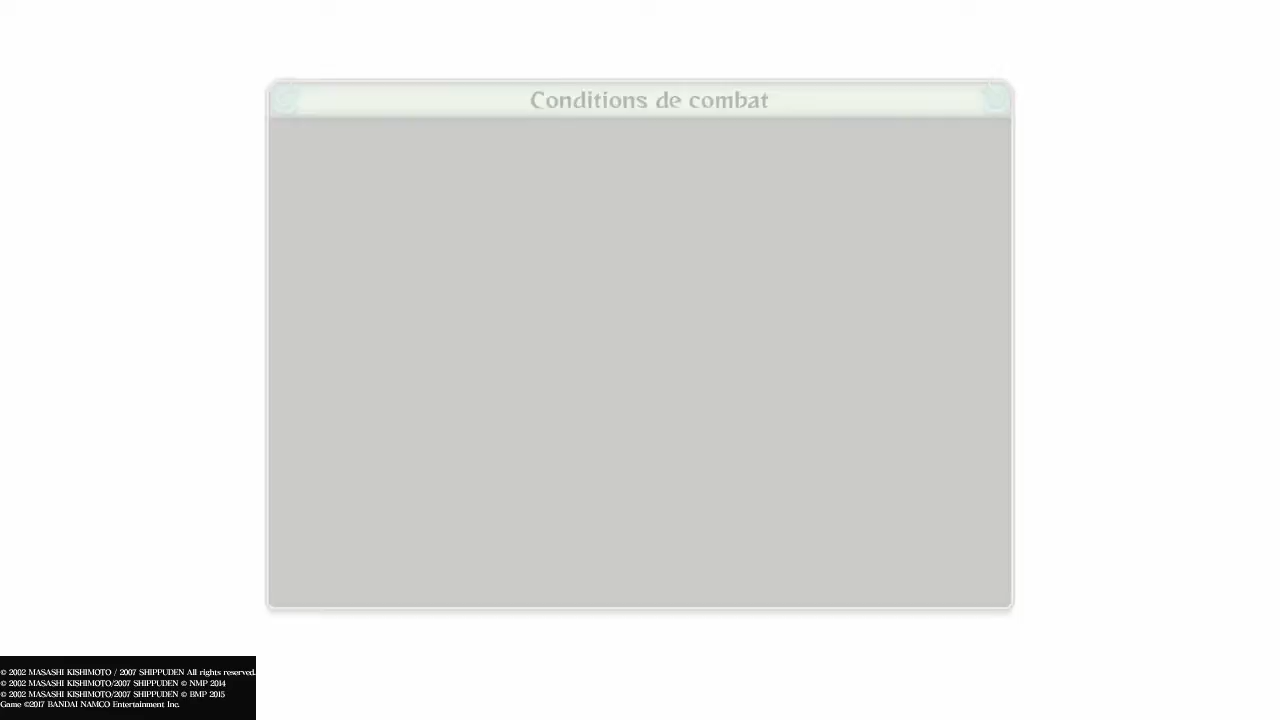 Conditions de combat
© 2002 MASASHI KISHIMOTO / 2007 SHIPPUDEN All rights reserved.
© 2002 MASASHI KISHIMOTO/2007 SHIPPUDEN © NMP 2014
© 2002 MASASHI KISHIMOTO/2007 SHIPPUDEN © BMP 2015
Game ©2017 BANDAI NAMCO Entertainment Inc.